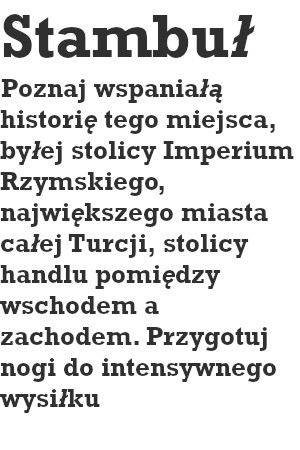 Stambuł
Poznaj wspaniałą
historię tego miejsca,
byłej stolicy Imperium
Rzymskiego,
największego miasta
całej Turcji, stolicy
handlu pomiędzy
wschodem a
zachodem. Przygotuj
nogi do intensywnego
wysiłku